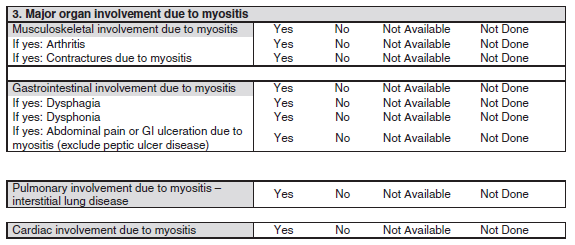 3. Major organ involvement due to myositis
Musculoskeletal involvement due to myositis Yes No Not Available Not Done
If yes: Arthritis Yes No Not Available Not Done
If yes: Contractures due to myositis Yes No Not Available Not Done
Gastrointestinal involvement due to myositis Yes No Not Available Not Done
If yes: Dysphagia Yes No Not Available Not Done
If yes: Dysphonia Yes No Not Available Not Done
If yes: Abdominal pain or GI ulceration due to
myositis (exclude peptic ulcer disease) Yes No Not Available Not Done
Pulmonary involvement due to myositis –
interstitial lung disease Yes No Not Available Not Done
Cardiac involvement due to myositis Yes No Not Available Not Done